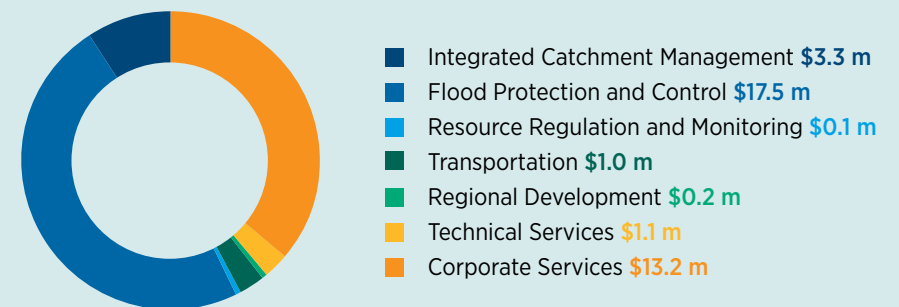 Integrated Catchment Management $3.3 m
Flood Protection and Control $17.5 m
Resource Regulation and Monitoring $0.1 m
Transportation $1.0 m
Regional Development $0.2 m
Technical Services $1.1 m
Corporate Services $13.2 m